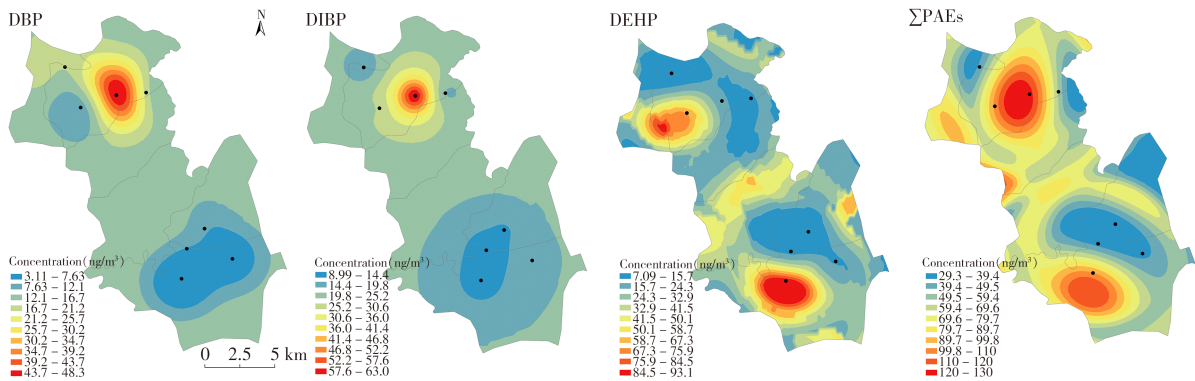 DBP
N
Concentration(ng/m³)
3.11 – 7.63
7.63 – 12.1
12.1 – 16.7
16.7 – 21.2
21.2 – 25.7
25.7 – 30.2
30.2 – 34.7
34.7 – 39.2
39.2 – 43.7
43.7 – 48.3
0 2.5 5 km
DIBP
Concentration(ng/m³)
8.99 – 14.4
14.4 – 19.8
19.8 – 25.2
25.2 – 30.6
30.6 – 36.0
36.0 – 41.4
41.4 – 46.8
46.8 – 52.2
52.2 – 57.6
57.6 – 63.0
DEHP
Concentration(ng/m³)
7.09 – 15.7
15.7 – 24.3
24.3 – 32.9
32.9 – 41.5
41.5 – 50.1
50.1 – 58.7
58.7 – 67.3
67.3 – 75.9
75.9 – 84.5
84.5 – 93.1
∑PAEs
Concentration(ng/m³)
29.3 – 39.4
39.4 – 49.5
49.5 – 59.4
59.4 – 69.6
69.6 – 79.7
79.7 – 89.7
89.7 – 99.8
99.8 – 110
110 – 120
120 – 130